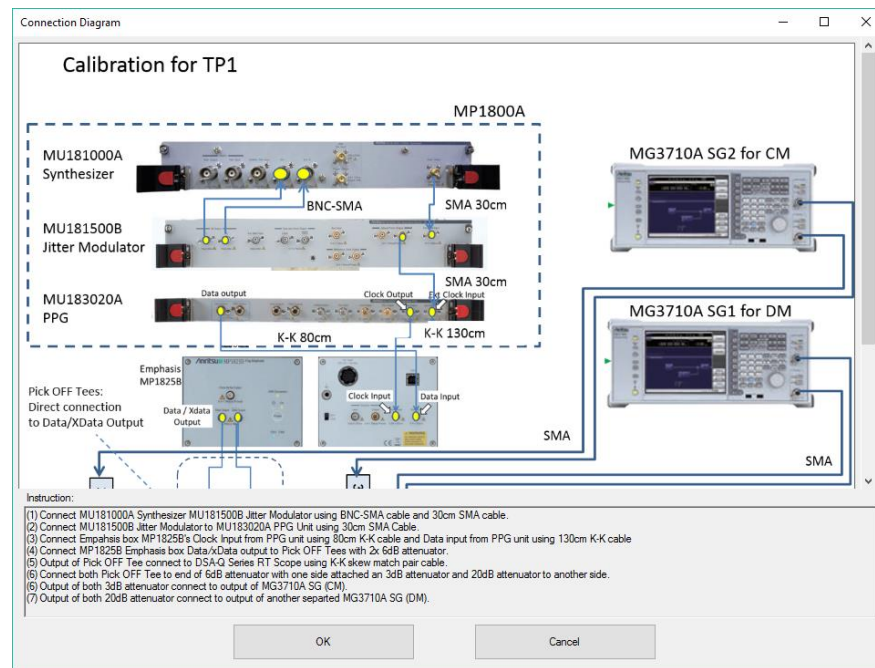 Connection Diagram
Calibration for TP1
MP1800A
MU181000A
Synthesizer
MG3710A SG2 for CM
BNC-SMA
SMA 30cm
MU181500B
Jitter Modulator
SMA 30cm
MU183020A
PPG
Data output
Clock Output
Ext Clock Input
MG3710A SG1 for DM
K-K 80cm
K-K 130cm
Emphasis
MP1825B
Anritsu MP1825B
Pick OFF Tees:
Direct connection
to Data/XData Output
Data / Xdata
Output
Clock Input
Data Input
SMA
SMA
Instruction:
(1) Connect MU181000A Synthesizer MU181500B Jitter Modulator using BNC-SMA cable and 30cm SMA cable.
(2) Connect MU181500B Jitter Modulator to MU183020A PPG Unit using 30cm SMA Cable.
(3) Connect Empahsis box MP1825B's Clock Input from PPG unit using 80cm K-K cable and Data input from PPG unit using 130cm K-K cable
(4) Connect MP1825B Emphasis box Data/xData output to Pick OFF Tees with 2x 6dB attenuator.
(5) Output of Pick OFF Tee connect to DSA-Q Series RT Scope using K-K skew match pair cable.
(6) Connect both Pick OFF Tee to end of 6dB attenuator with one side attached an 3dB attenuator and 20dB attenuator to another side.
(6) Output of both 3dB attenuator connect to output of MG3710A SG (CM).
(7) Output of both 20dB attenuator connect to output of another separted MG3710A SG (DM).
OK
Cancel